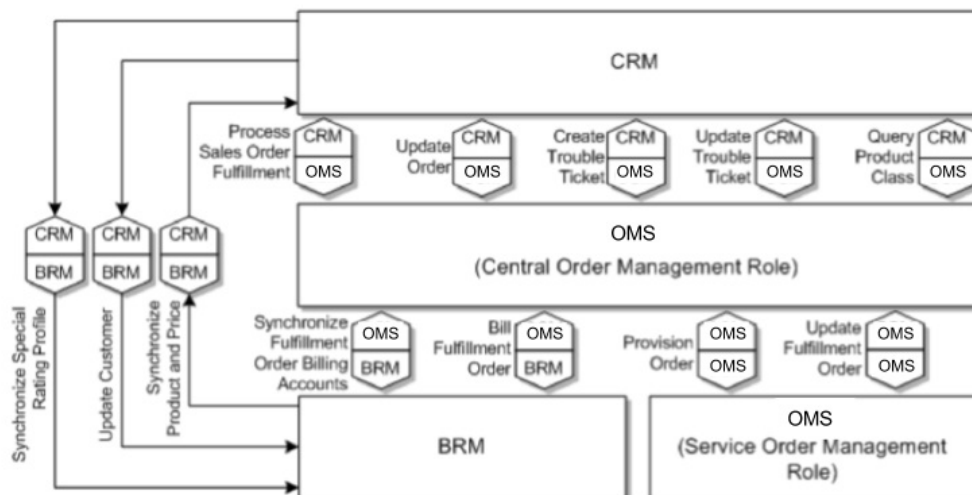 CRM
Process
Sales Order
Fulfillment
CRM
OMS
Update
Order
CRM
OMS
Create
Trouble
Ticket
CRM
OMS
Update
Trouble
Ticket
CRM
OMS
Query
Product
Class
CRM
OMS
CRM
BRM
CRM
BRM
CRM
BRM
Synchronize Special
Rating Profile
Update Customer
Synchronize
Product and Price
OMS
(Central Order Management Role)
Synchronize
Fulfillment
Order Billing
Accounts
OMS
BRM
Bill
Fulfillment
Order
OMS
BRM
Provision
Order
OMS
OMS
Update
Fulfillment
Order
OMS
OMS
BRM
OMS
(Service Order Management
Role)